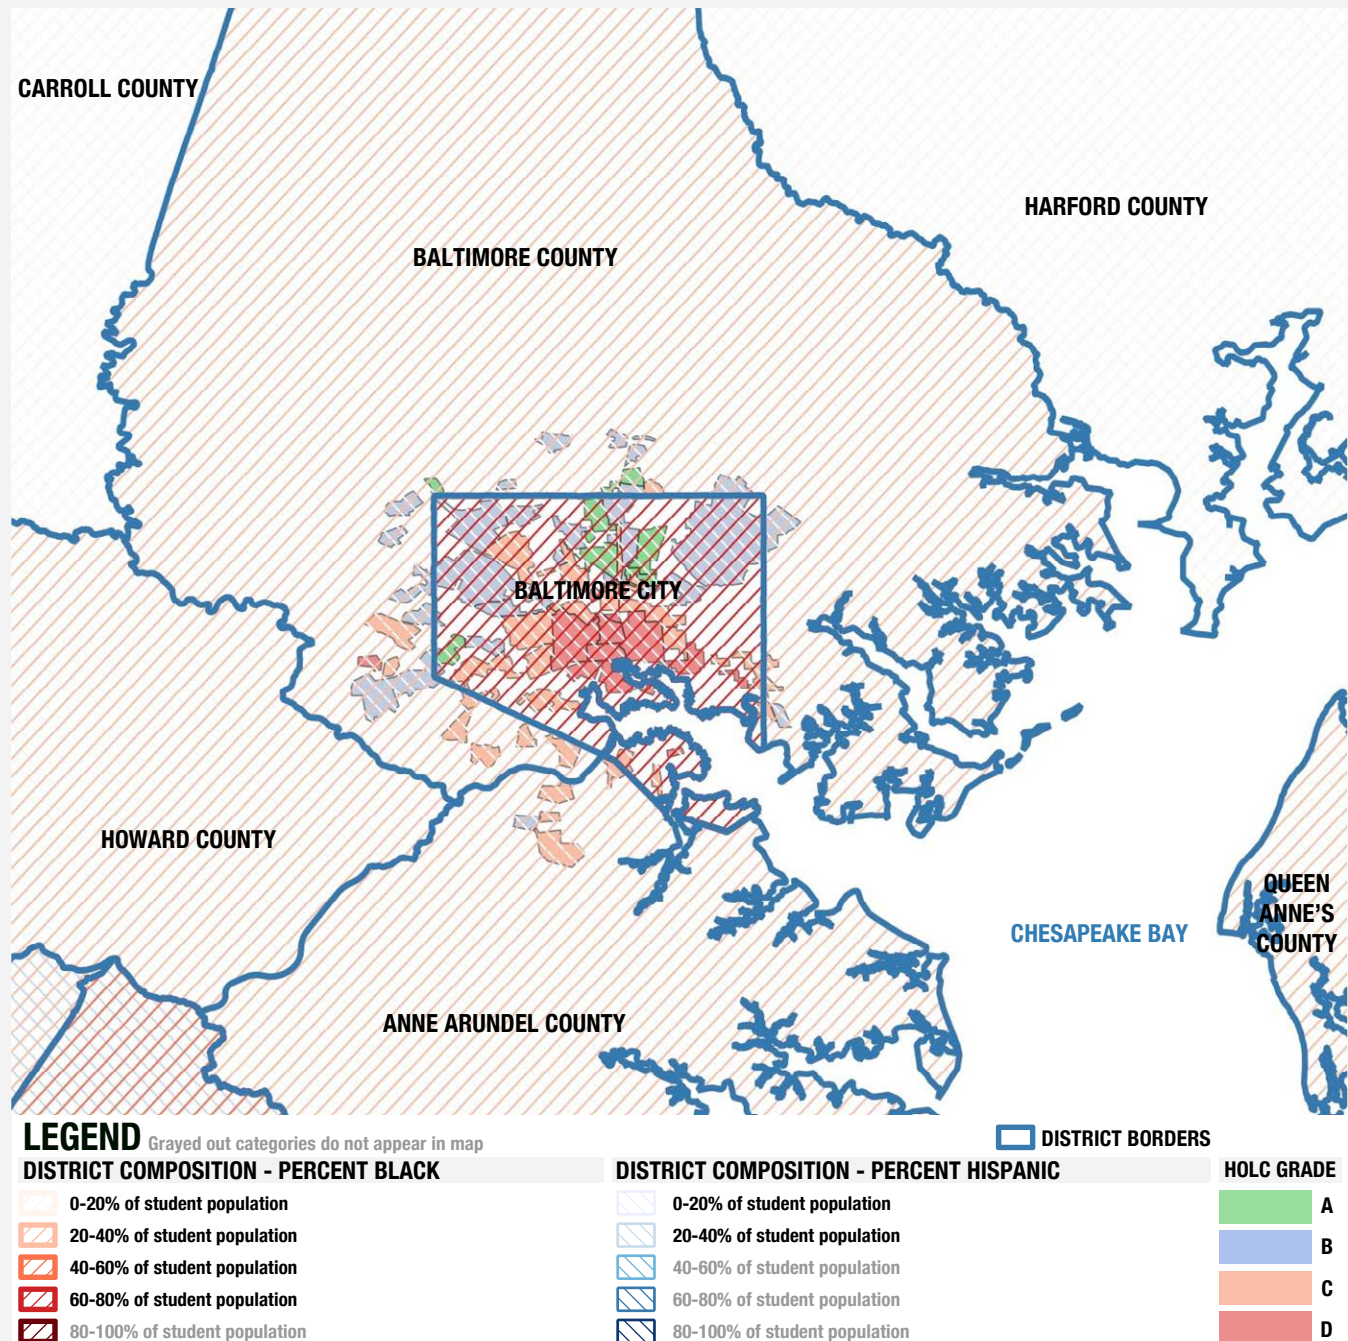 CARROLL COUNTY
HARFORD COUNTY
BALTIMORE COUNTY
BALTIMORE CITY
HOWARD COUNTY
QUEEN
ANNE'S
COUNTY
CHESAPEAKE BAY
ANNE ARUNDEL COUNTY
LEGEND Grayed out categories do not appear in map
DISTRICT BORDERS
DISTRICT COMPOSITION - PERCENT BLACK
0-20% of student population
20-40% of student population
40-60% of student population
60-80% of student population
80-100% of student population
DISTRICT COMPOSITION - PERCENT HISPANIC
0-20% of student population
20-40% of student population
40-60% of student population
60-80% of student population
80-100% of student population
HOLC GRADE
A
B
C
D